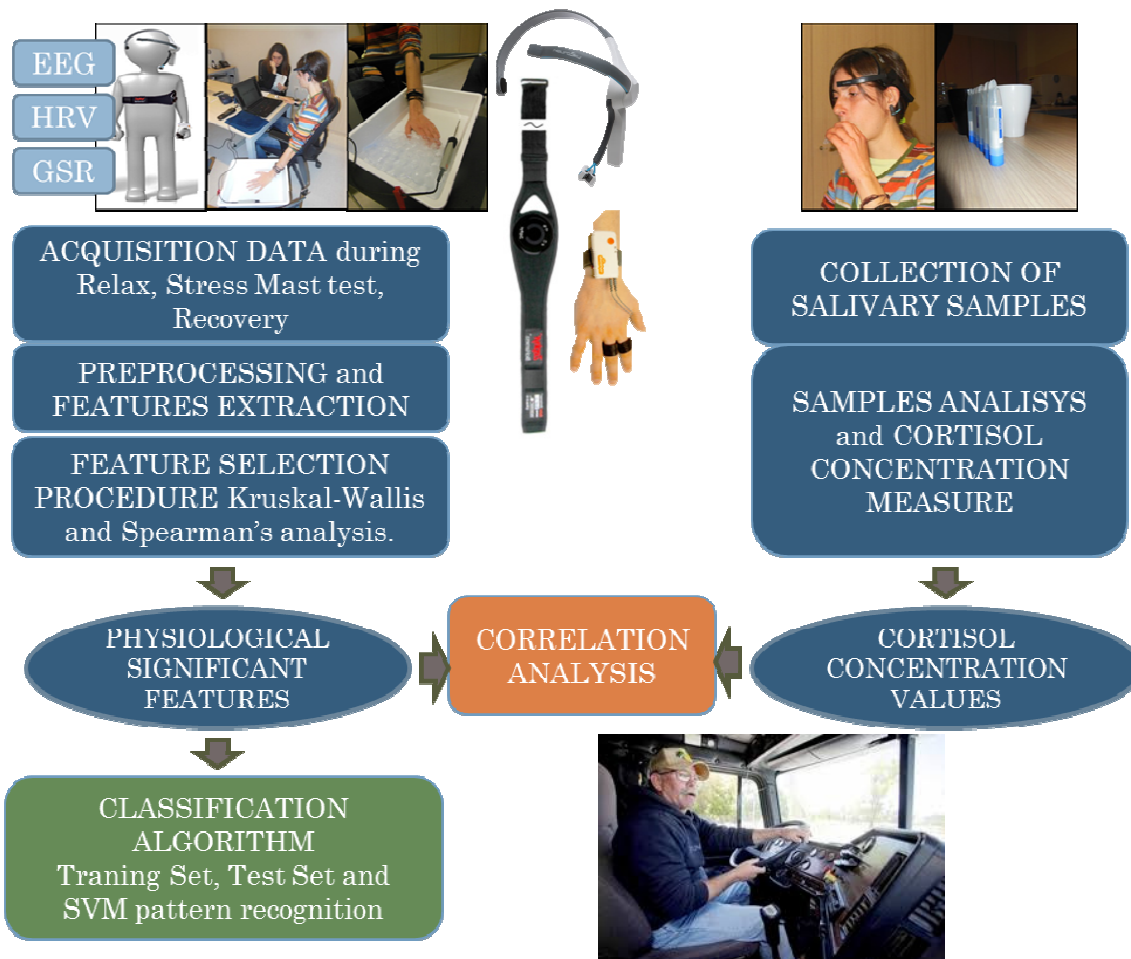 EEG
HRV
GSR
ACQUISITION DATA during
Relax, Stress Mast test,
Recovery
PREPROCESSING and
FEATURES EXTRACTION
FEATURE SELECTION
PROCEDURE Kruskal-Wallis
and Spearman's analysis.
PHYSIOLOGICAL
SIGNIFICANT
FEATURES
CLASSIFICATION
ALGORITHM
Traning Set, Test Set and
SVM pattern recognition
CORRELATION
ANALYSIS
COLLECTION OF
SALIVARY SAMPLES
SAMPLES ANALISYS
and CORTISOL
CONCENTRATION
MEASURE
CORTISOL
CONCENTRATION
VALUES